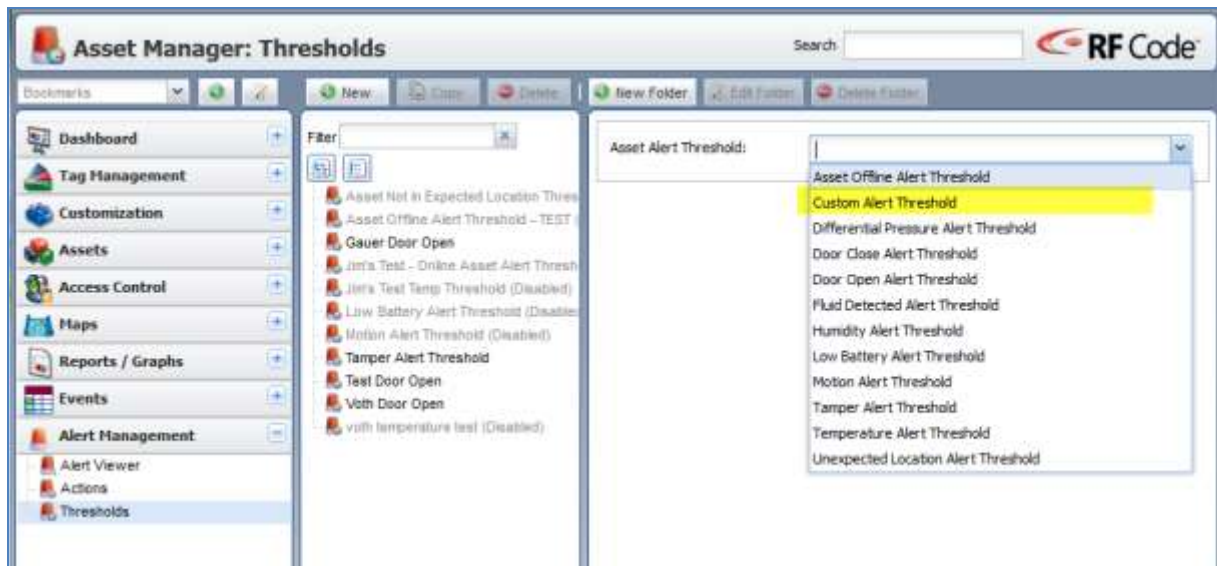 Asset Manager: Thresholds
Search
RF Code
Bookmarks
New
Copy
Delete
New Folder
Edit Folder
Delete Folder
Dashboard
Tag Management
Customization
Assets
Access Control
Maps
Reports / Graphs
Events
Alert Management
Alert Viewer
Actions
Thresholds
Filter
Asset Not In Expected Location Thres
Asset Offline Alert Threshold - TEST (
Gauer Door Open
Jim's Test - Online Asset Alert Thresh
Jim's Test Temp Threshold (Disabled)
Low Battery Alert Threshold (Disable
Motion Alert Threshold (Disabled)
Tamper Alert Threshold
Test Door Open
Voth Door Open
voth temperature test (Disabled)
Asset Alert Threshold:
Asset Offline Alert Threshold
Custom Alert Threshold
Differential Pressure Alert Threshold
Door Close Alert Threshold
Door Open Alert Threshold
Fluid Detected Alert Threshold
Humidity Alert Threshold
Low Battery Alert Threshold
Motion Alert Threshold
Tamper Alert Threshold
Temperature Alert Threshold
Unexpected Location Alert Threshold